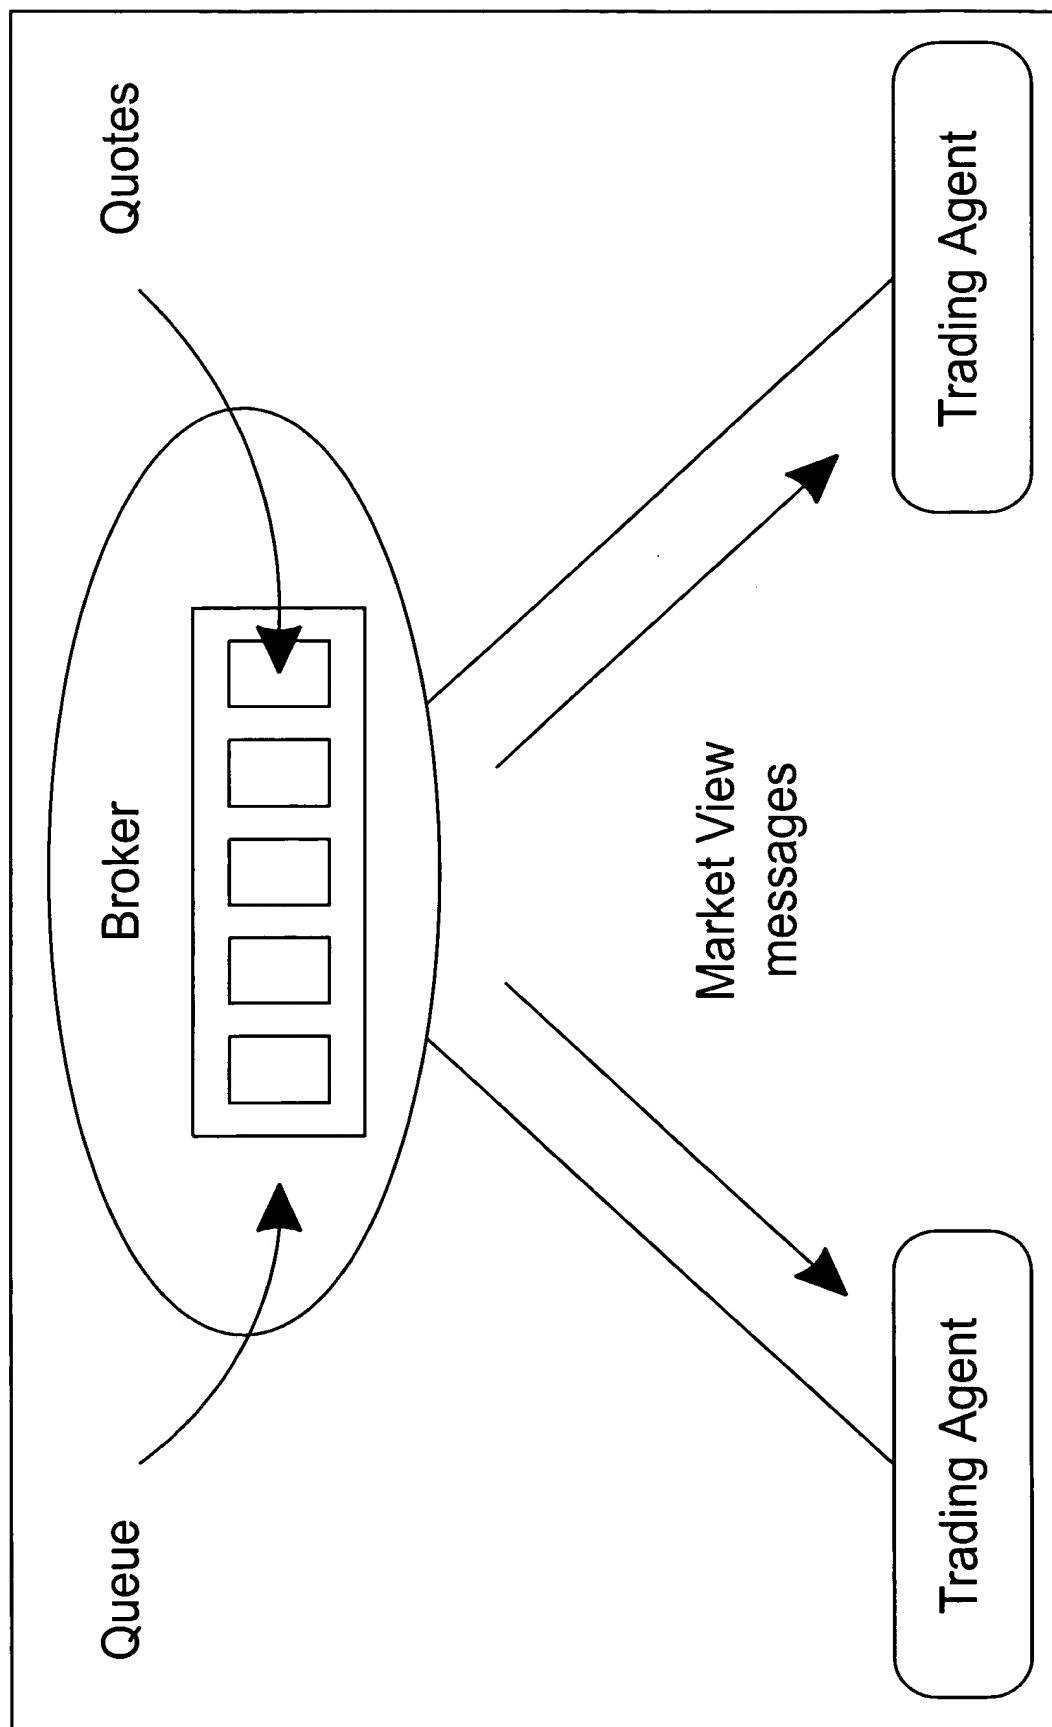 Queue
Broker
Quotes
Market View
messages
Trading Agent
Trading Agent